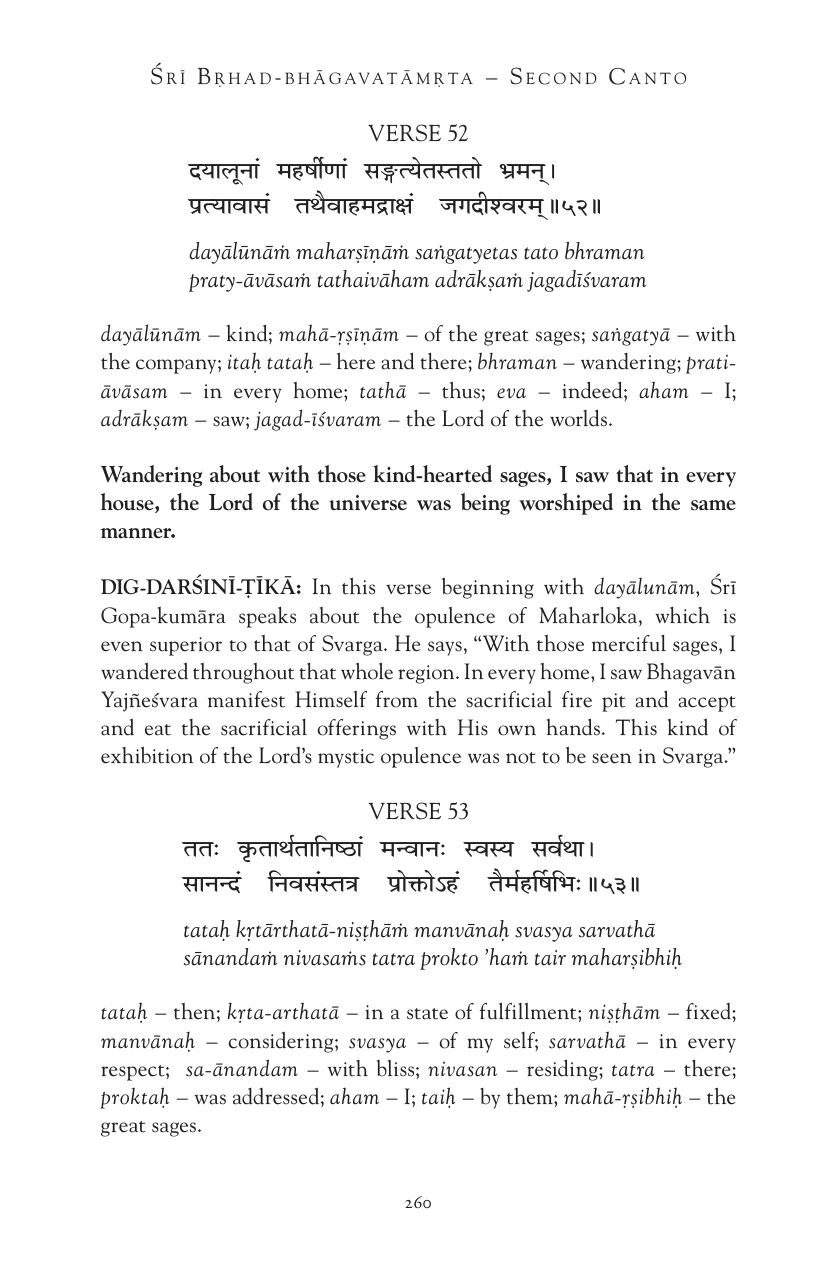 Śrī Bṛhad-bhāgavatāmṛta – Second Canto
VERSE 52
दयालूनां महर्षीणां सङ्गत्येतस्ततो भ्रमन्।
प्रत्यावासं तथैवाहमद्राक्षं जगदीश्वरम्॥५२॥
dayālūnāṁ maharṣīṇāṁ saṅgatyetas tato bhraman
praty-āvāsaṁ tathaivāham adrākṣaṁ jagadīśvaram
dayālūnām – kind; mahā-ṛṣīṇām – of the great sages; saṅgatyā – with
the company; itaḥ tataḥ – here and there; bhraman – wandering; prati-
āvāsam – in every home; tathā – thus; eva – indeed; aham – I;
adrākṣam – saw; jagad-īśvaram – the Lord of the worlds.
Wandering about with those kind-hearted sages, I saw that in every
house, the Lord of the universe was being worshiped in the same
manner.
DIG-DARŚINĪ-ṬĪKĀ: In this verse beginning with dayālunām, Śrī
Gopa-kumāra speaks about the opulence of Maharloka, which is
even superior to that of Svarga. He says, “With those merciful sages, I
wandered throughout that whole region. In every home, I saw Bhagavān
Yajñeśvara manifest Himself from the sacrificial fire pit and accept
and eat the sacrificial offerings with His own hands. This kind of
exhibition of the Lord’s mystic opulence was not to be seen in Svarga.”
VERSE 53
ततः कृतार्थतानिष्ठां मन्वानः स्वस्य सर्वथा।
सानन्दं निवसंस्तत्र प्रोक्तोऽहं तैर्महर्षिभिः॥५३॥
tataḥ kṛtārthatā-niṣṭhāṁ manvānaḥ svasya sarvathā
sānandaṁ nivasaṁs tatra prokto ’haṁ tair maharṣibhiḥ
tataḥ – then; kṛta-arthatā – in a state of fulfillment; niṣṭhām – fixed;
manvānaḥ – considering; svasya – of my self; sarvathā – in every
respect; sa-ānandam – with bliss; nivasan – residing; tatra – there;
proktaḥ – was addressed; aham – I; taiḥ – by them; mahā-ṛṣibhiḥ – the
great sages.
260